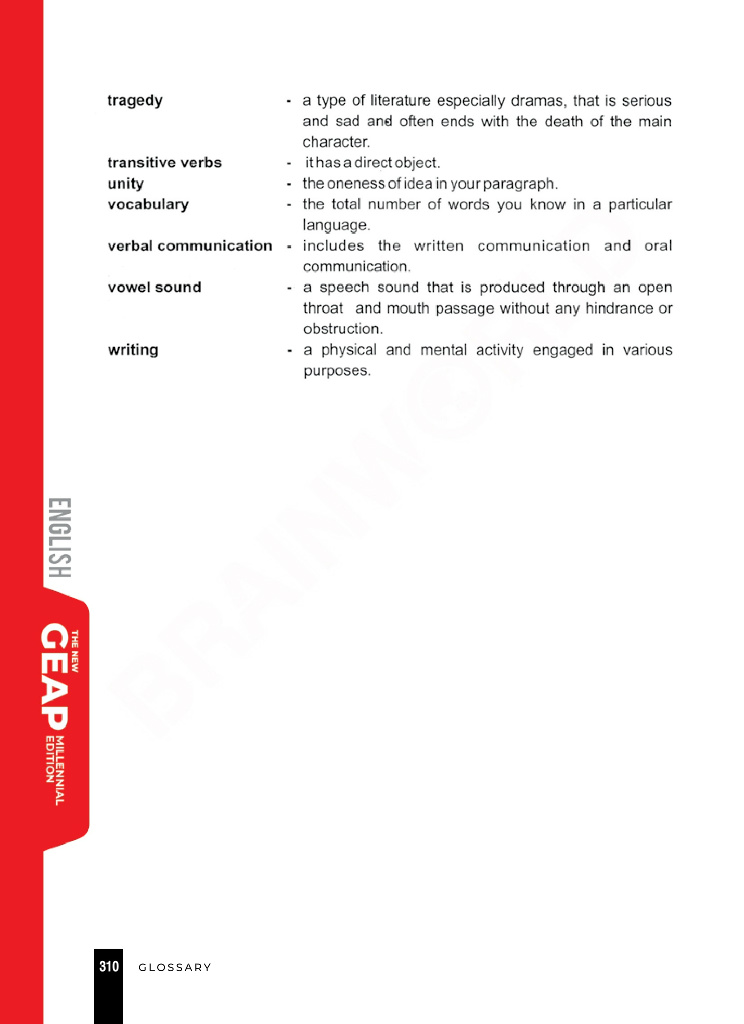 tragedy - a type of literature especially dramas, that is serious
and sad and often ends with the death of the main
character.
transitive verbs - it has a direct object.
unity - the oneness of idea in your paragraph.
vocabulary - the total number of words you know in a particular
language.
verbal communication - includes the written communication and oral
communication.
vowel sound - a speech sound that is produced through an open
throat and mouth passage without any hindrance or
obstruction.
writing - a physical and mental activity engaged in various
purposes.
BRAINWORLD
ENGLISH
THE NEW
GEAP
MILLENNIAL
EDITION
310 GLOSSARY